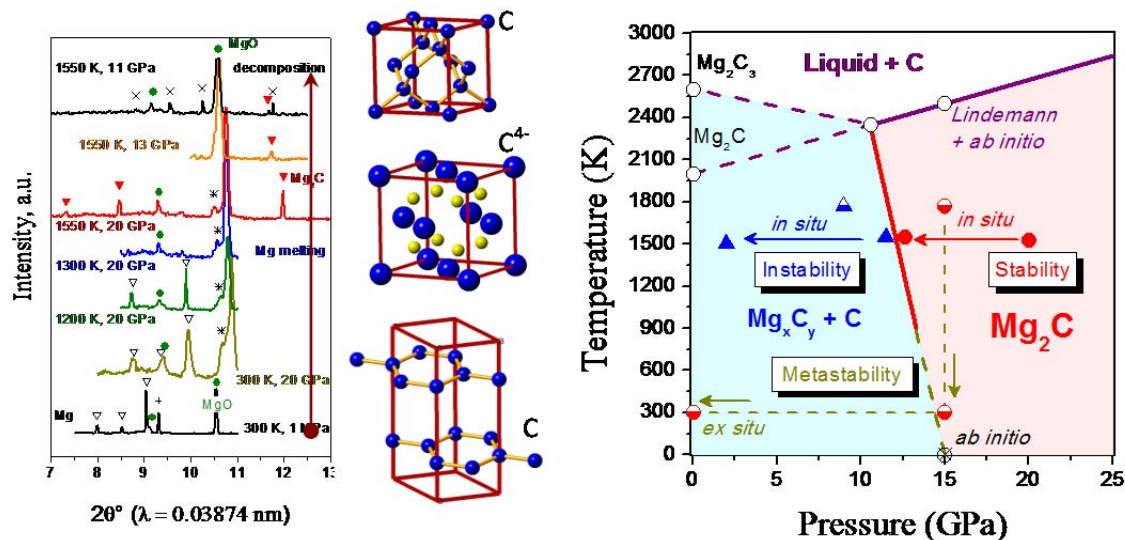 Intensity, a.u.
MgO
1550 K, 11 GPa
decomposition
1550 K, 13 GPa
Mg₂C
1550 K, 20 GPa
Mg melting
1300 K, 20 GPa
1200 K, 20 GPa
300 K, 20 GPa
MgO
Mg
300 K, 1 MPa
7 8 9 10 11 12 13
2θ° (λ = 0.03874 nm)
C
C⁴⁻
C
Temperature (K)
3000
2700
2400
2100
1800
1500
1200
900
600
300
0
Mg₂C₃
Liquid + C
Mg₂C
Lindemann
+ ab initio
in situ
in situ
Instability
Stability
MgₓCᵧ + C
Mg₂C
Metastability
ex situ
ab initio
0 5 10 15 20 25
Pressure (GPa)